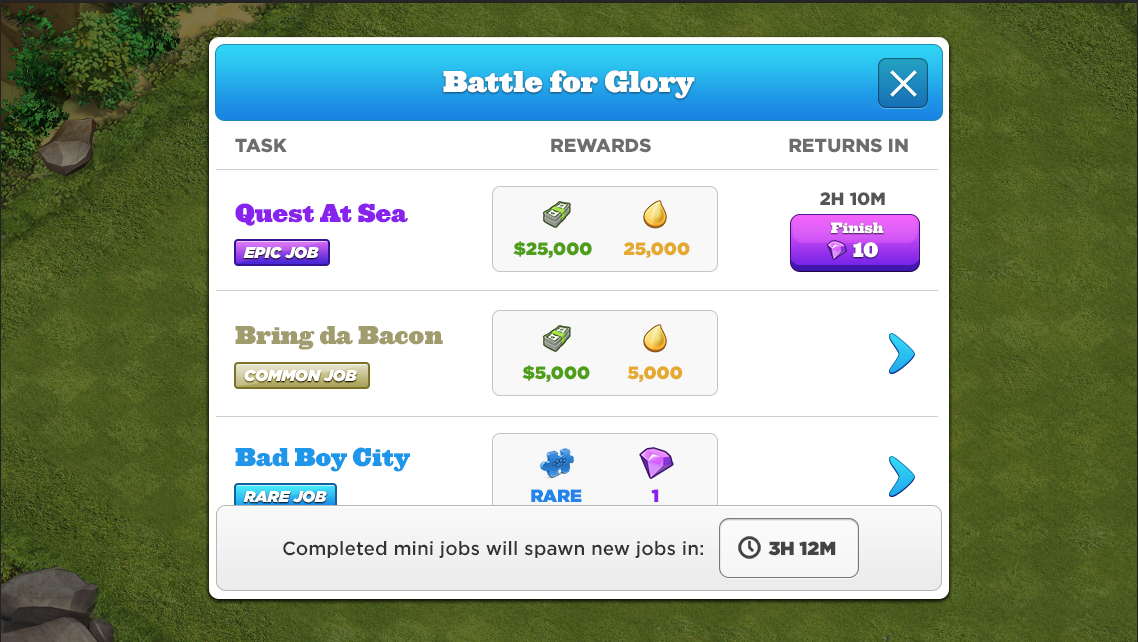 Battle for Glory
TASK REWARDS RETURNS IN
Quest At Sea
EPIC JOB
$25,000 25,000
2H 10M
Finish
10
Bring da Bacon
COMMON JOB
$5,000 5,000
Bad Boy City
RARE JOB
RARE 1
Completed mini jobs will spawn new jobs in: 3H 12M